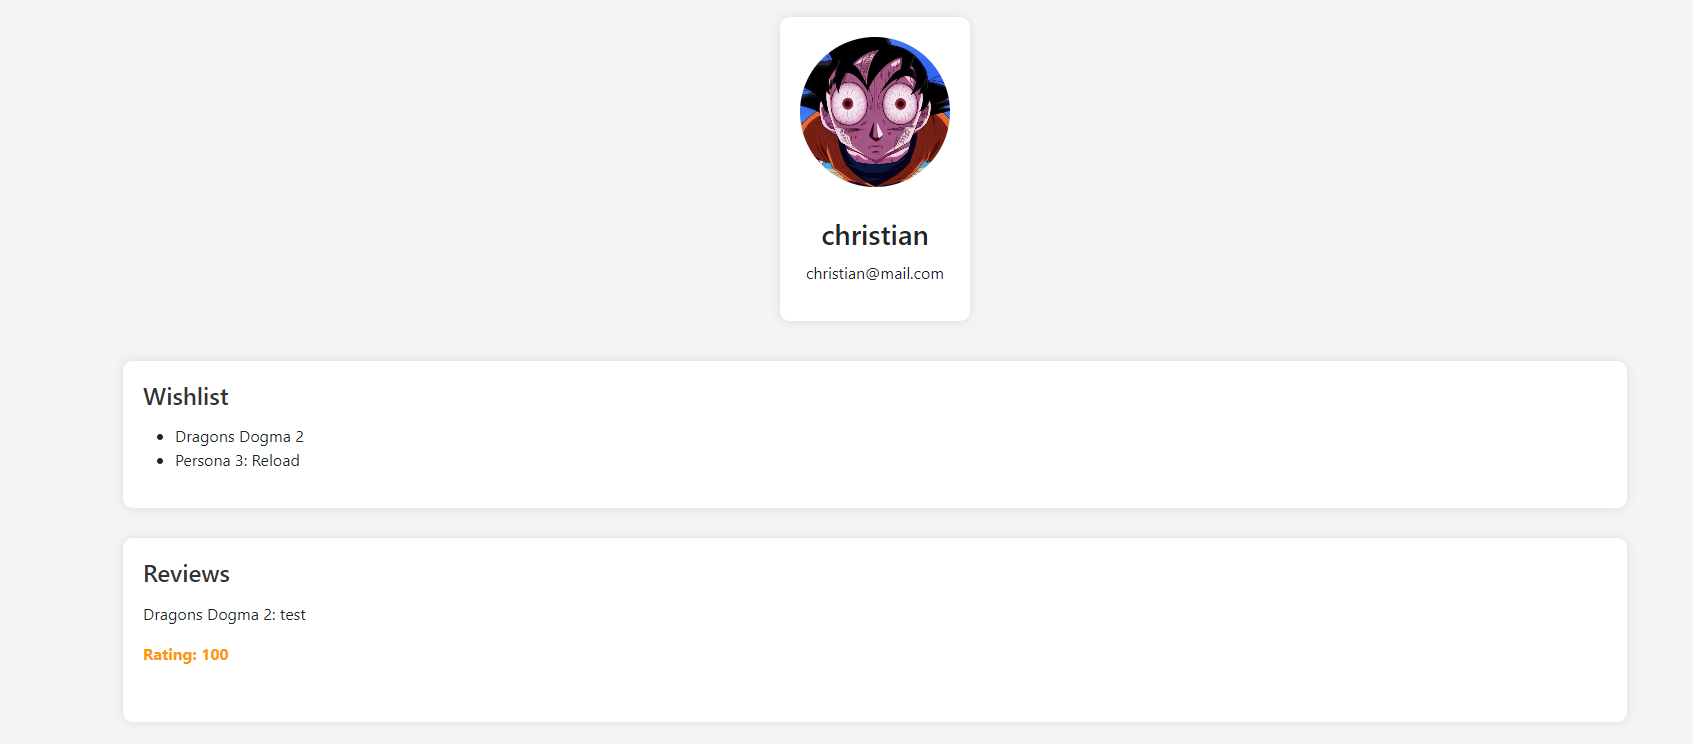 christian
christian@mail.com
Wishlist
Dragons Dogma 2
Persona 3: Reload
Reviews
Dragons Dogma 2: test
Rating: 100